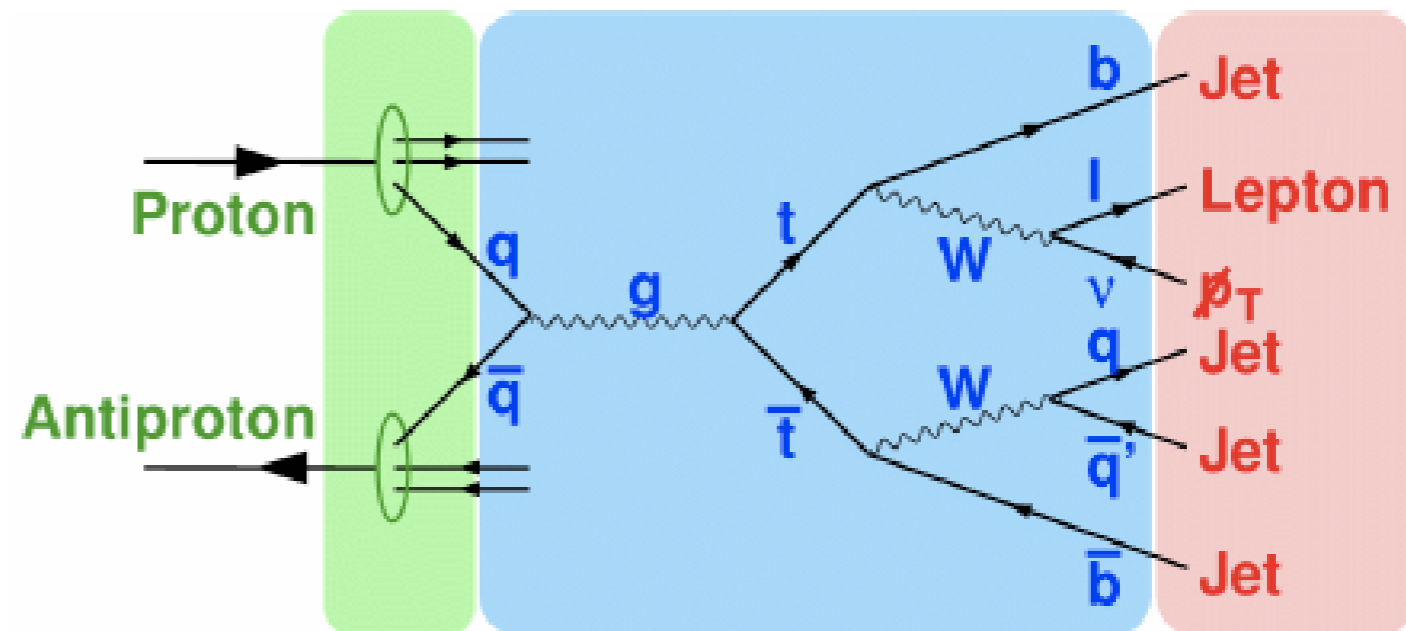 b Jet
l Lepton
Proton
t
q
W
g
ν p̸T
q Jet
W
q̅
Antiproton
t̅
q̅’ Jet
b̅ Jet